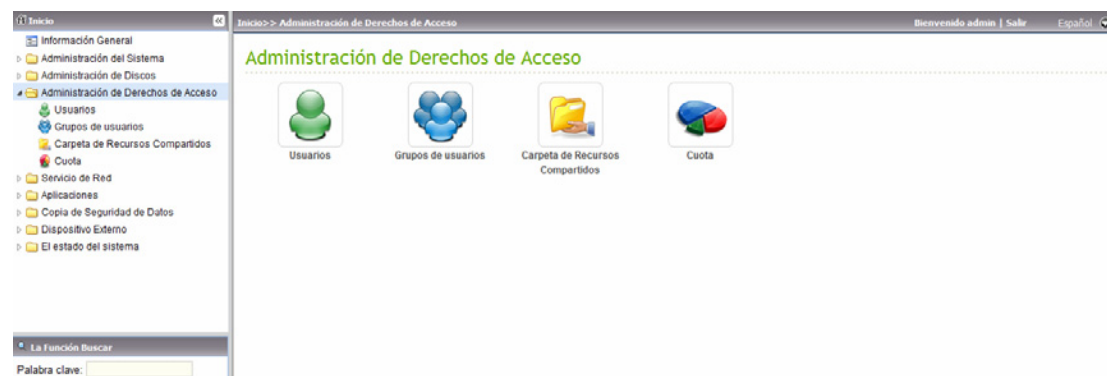 Inicio
Inicio>> Administración de Derechos de Acceso
Bienvenido admin | Salir
Español
Información General
Administración del Sistema
Administración de Discos
Administración de Derechos de Acceso
Usuarios
Grupos de usuarios
Carpeta de Recursos Compartidos
Cuota
Servicio de Red
Aplicaciones
Copia de Seguridad de Datos
Dispositivo Externo
El estado del sistema
La Función Buscar
Palabra clave:
Administración de Derechos de Acceso
Usuarios
Grupos de usuarios
Carpeta de Recursos
Compartidos
Cuota